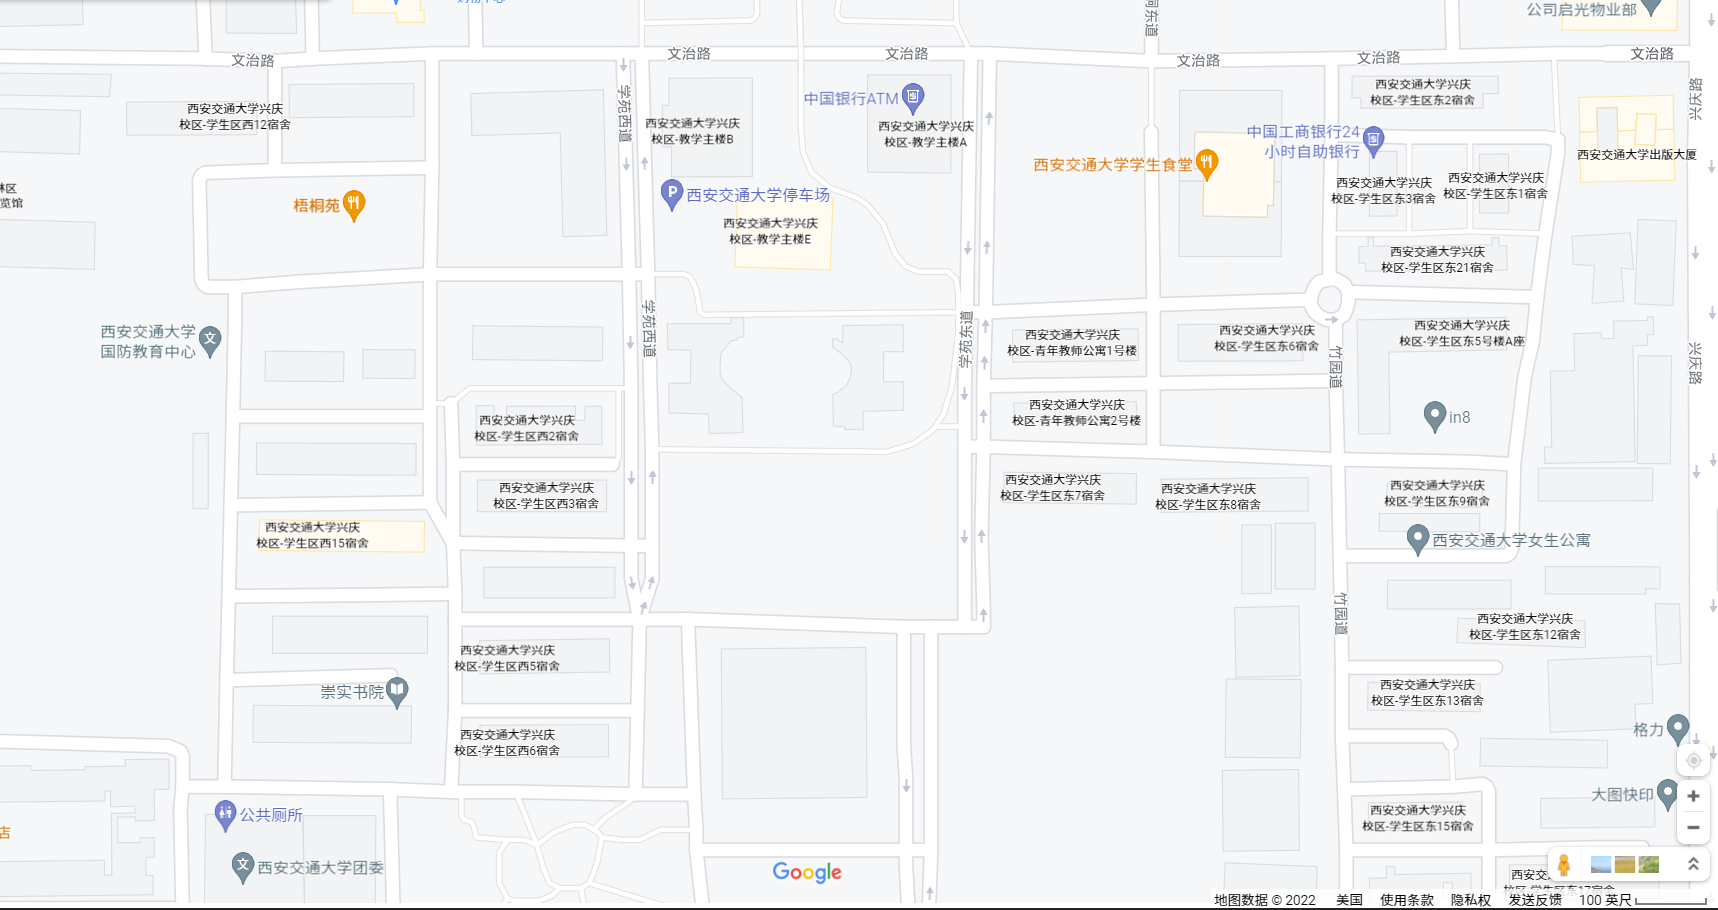 公司启光物业部
文治路
文治路
文治路
文治路
文治路
文治路
学苑西道
中国银行ATM
西安交通大学兴庆
校区-学生区东2宿舍
兴庆路
西安交通大学兴庆
校区-学生区西12宿舍
西安交通大学兴庆
校区-教学主楼B
西安交通大学兴庆
校区-教学主楼A
中国工商银行24
小时自助银行
西安交通大学学生食堂
西安交通大学出版大厦
林区
览馆
梧桐苑
西安交通大学停车场
西安交通大学兴庆
校区-学生区东3宿舍
西安交通大学兴庆
校区-学生区东1宿舍
西安交通大学兴庆
校区-教学主楼E
西安交通大学兴庆
校区-学生区东21宿舍
西安交通大学
国防教育中心
学苑西道
学苑东道
西安交通大学兴庆
校区-青年教师公寓1号楼
西安交通大学兴庆
校区-学生区东6宿舍
西安交通大学兴庆
校区-学生区东5号楼A座
竹园道
兴庆路
西安交通大学兴庆
校区-学生区西2宿舍
西安交通大学兴庆
校区-青年教师公寓2号楼
in8
西安交通大学兴庆
校区-学生区西3宿舍
西安交通大学兴庆
校区-学生区东7宿舍
西安交通大学兴庆
校区-学生区东8宿舍
西安交通大学兴庆
校区-学生区东9宿舍
西安交通大学兴庆
校区-学生区西15宿舍
西安交通大学女生公寓
竹园道
西安交通大学兴庆
校区-学生区东12宿舍
西安交通大学兴庆
校区-学生区西5宿舍
崇实书院
西安交通大学兴庆
校区-学生区东13宿舍
西安交通大学兴庆
校区-学生区西6宿舍
格力
大图快印
公共厕所
西安交通大学兴庆
校区-学生区东15宿舍
店
西安交通大学团委
Google
西安交
校区-学生区东17宿舍
地图数据 © 2022 美国 使用条款 隐私权 发送反馈 100 英尺